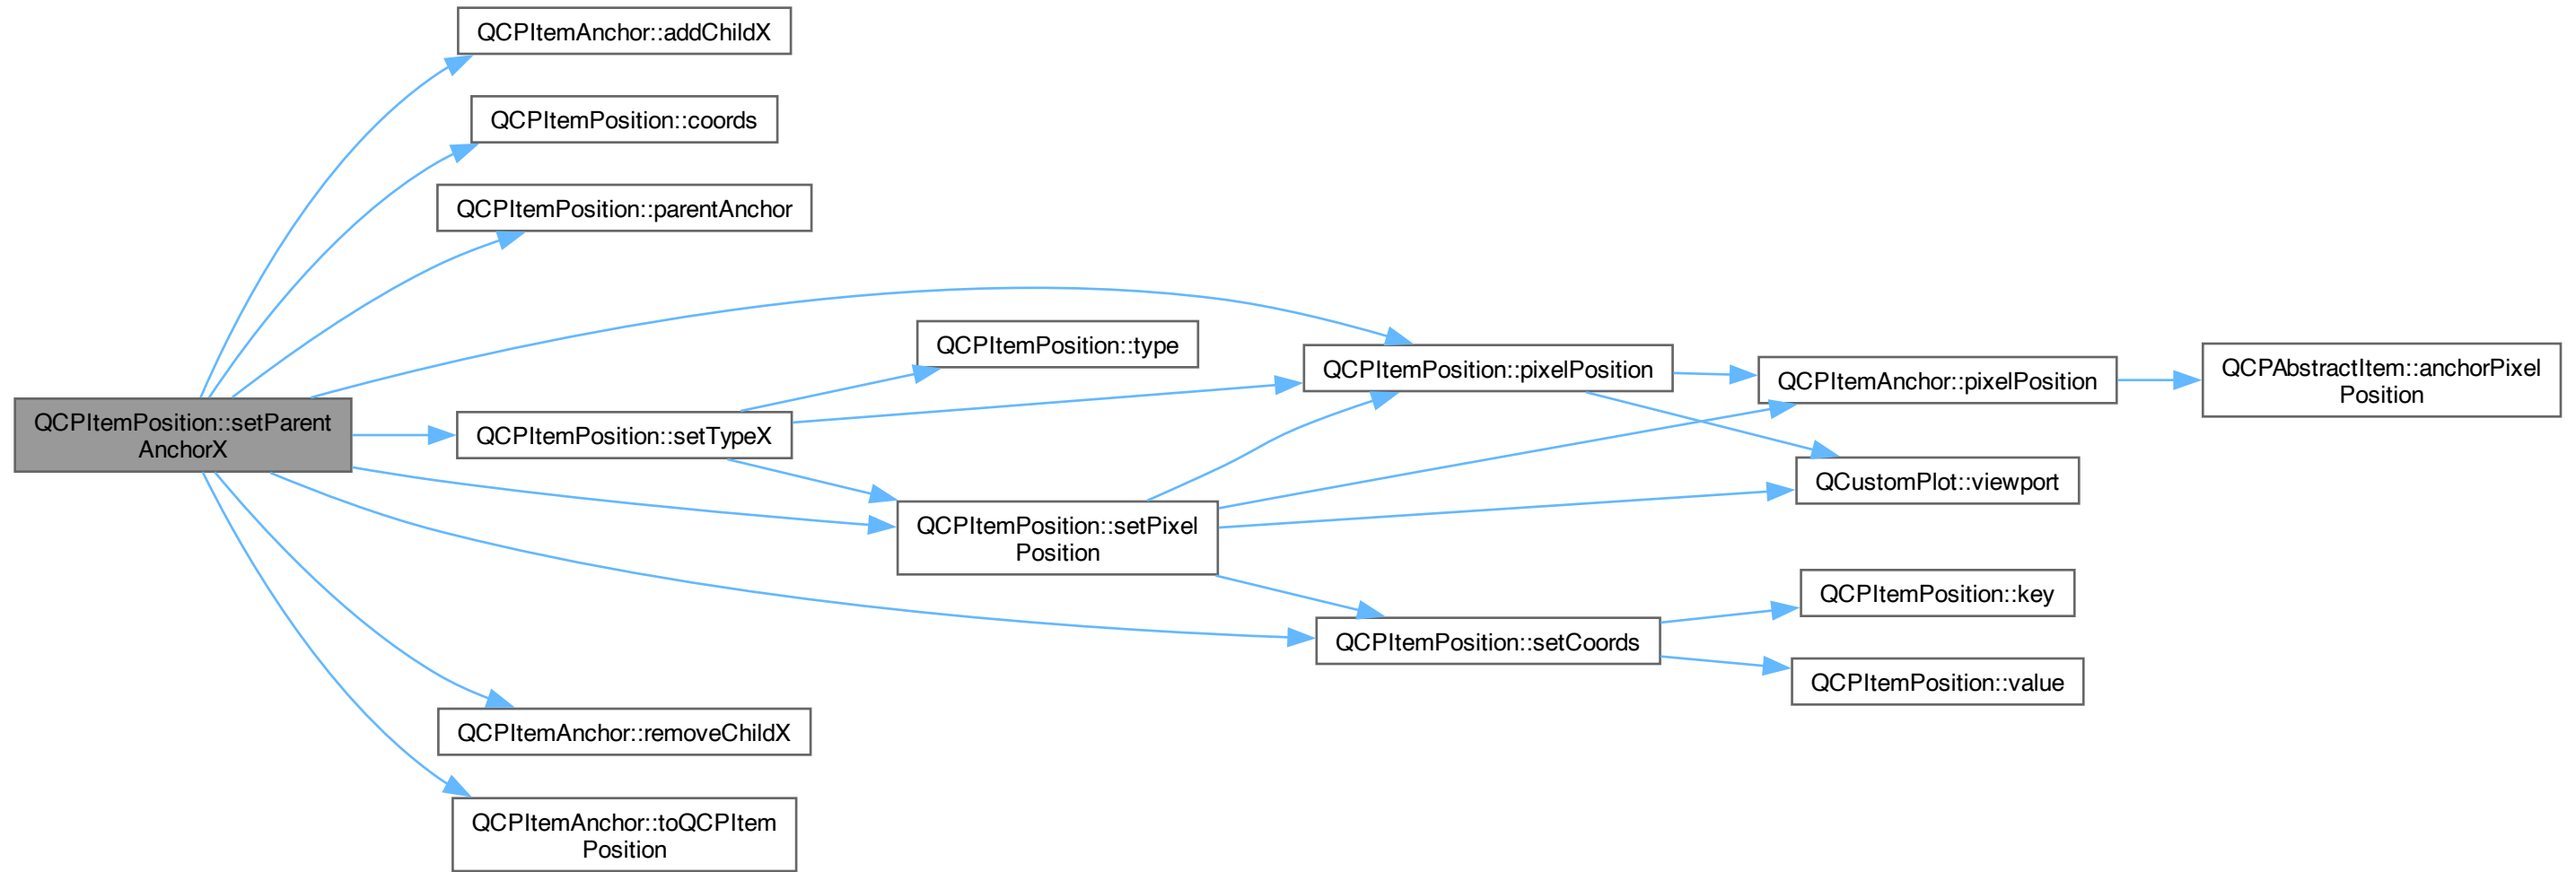 QCPItemAnchor::addChildX
QCPItemPosition::coords
QCPItemPosition::parentAnchor
QCPItemPosition::setParent
AnchorX
QCPItemPosition::setTypeX
QCPItemAnchor::removeChildX
QCPItemAnchor::toQCPItem
Position
QCPItemPosition::type
QCPItemPosition::setPixel
Position
QCPItemPosition::pixelPosition
QCPItemPosition::setCoords
QCPItemAnchor::pixelPosition
QCustomPlot::viewport
QCPItemPosition::key
QCPItemPosition::value
QCPAbstractItem::anchorPixel
Position